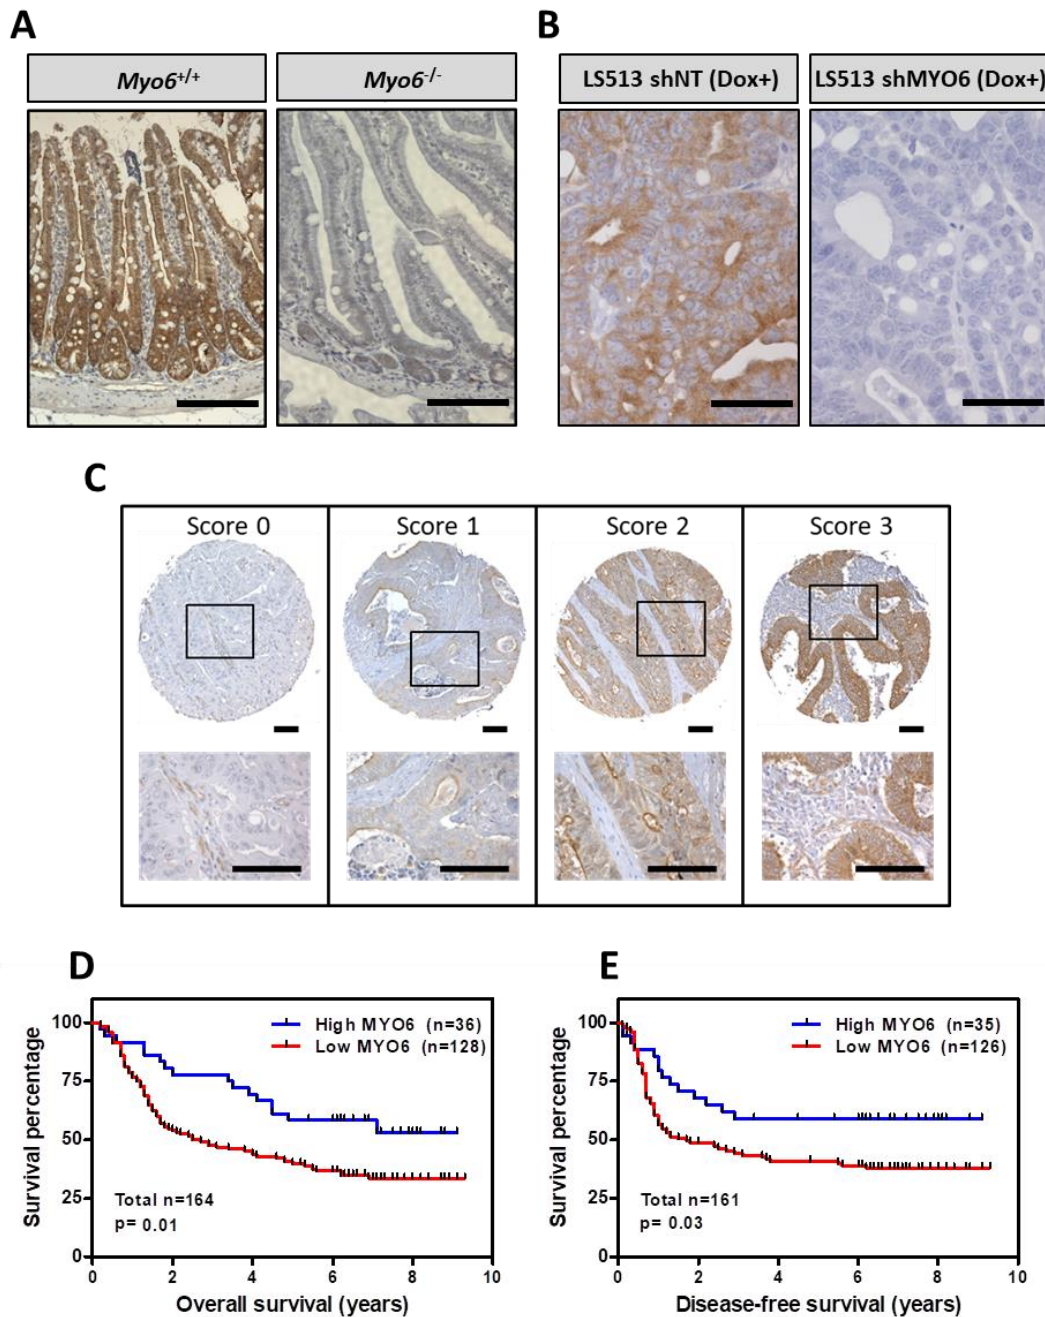 A
B
Myo6+/+
Myo6-/-
LS513 shNT (Dox+)
LS513 shMYO6 (Dox+)
C
Score 0
Score 1
Score 2
Score 3
D
E
Survival percentage
100
75
50
25
0
High MYO6 (n=36)
Low MYO6 (n=128)
Total n=164
p= 0.01
0 2 4 6 8 10
Overall survival (years)
Survival percentage
100
75
50
25
0
High MYO6 (n=35)
Low MYO6 (n=126)
Total n=161
p= 0.03
0 2 4 6 8 10
Disease-free survival (years)